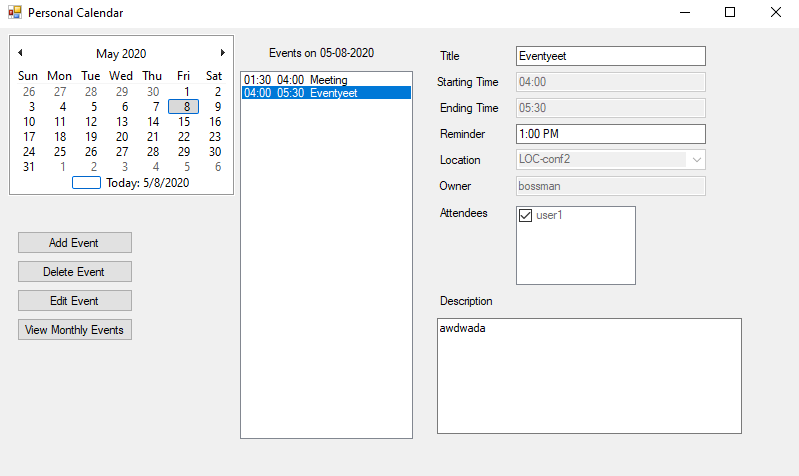 Personal Calendar
May 2020
Sun Mon Tue Wed Thu Fri Sat
26 27 28 29 30 1 2
3 4 5 6 7 8 9
10 11 12 13 14 15 16
17 18 19 20 21 22 23
24 25 26 27 28 29 30
31 1 2 3 4 5 6
Today: 5/8/2020
Add Event
Delete Event
Edit Event
View Monthly Events
Events on 05-08-2020
01:30 04:00 Meeting
04:00 05:30 Eventyeet
Title Eventyeet
Starting Time 04:00
Ending Time 05:30
Reminder 1:00 PM
Location LOC-conf2
Owner bossman
Attendees user1
Description
awdwada